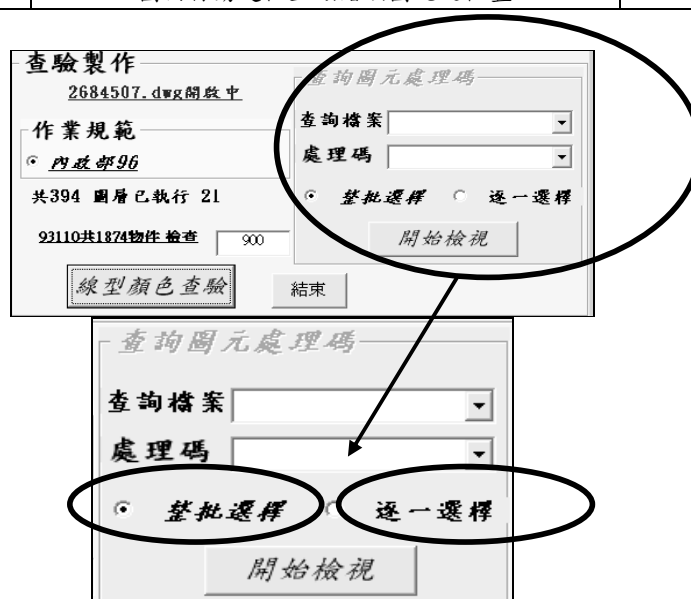 查驗製作
2684507.dwg開啟中
作業規範
內政部96
共394 圖層已執行 21
93110共1874物件 檢查 900
線型顏色查驗
結束
查詢圖元處理碼
查詢檔案
處理碼
整批選擇 逐一選擇
開始檢視
查詢圖元處理碼
查詢檔案
處理碼
整批選擇 逐一選擇
開始檢視